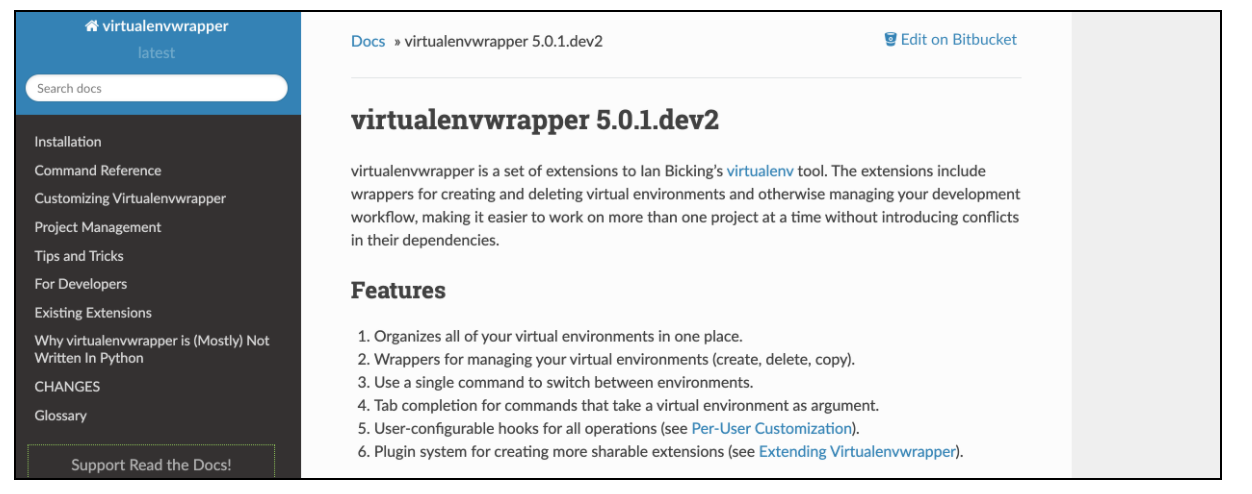 virtualenvwrapper
latest
Search docs
Installation
Command Reference
Customizing Virtualenvwrapper
Project Management
Tips and Tricks
For Developers
Existing Extensions
Why virtualenvwrapper is (Mostly) Not
Written In Python
CHANGES
Glossary
Support Read the Docs!
Docs » virtualenvwrapper 5.0.1.dev2
Edit on Bitbucket
virtualenvwrapper 5.0.1.dev2
virtualenvwrapper is a set of extensions to Ian Bicking's virtualenv tool. The extensions include
wrappers for creating and deleting virtual environments and otherwise managing your development
workflow, making it easier to work on more than one project at a time without introducing conflicts
in their dependencies.
Features
1. Organizes all of your virtual environments in one place.
2. Wrappers for managing your virtual environments (create, delete, copy).
3. Use a single command to switch between environments.
4. Tab completion for commands that take a virtual environment as argument.
5. User-configurable hooks for all operations (see Per-User Customization).
6. Plugin system for creating more sharable extensions (see Extending Virtualenvwrapper).